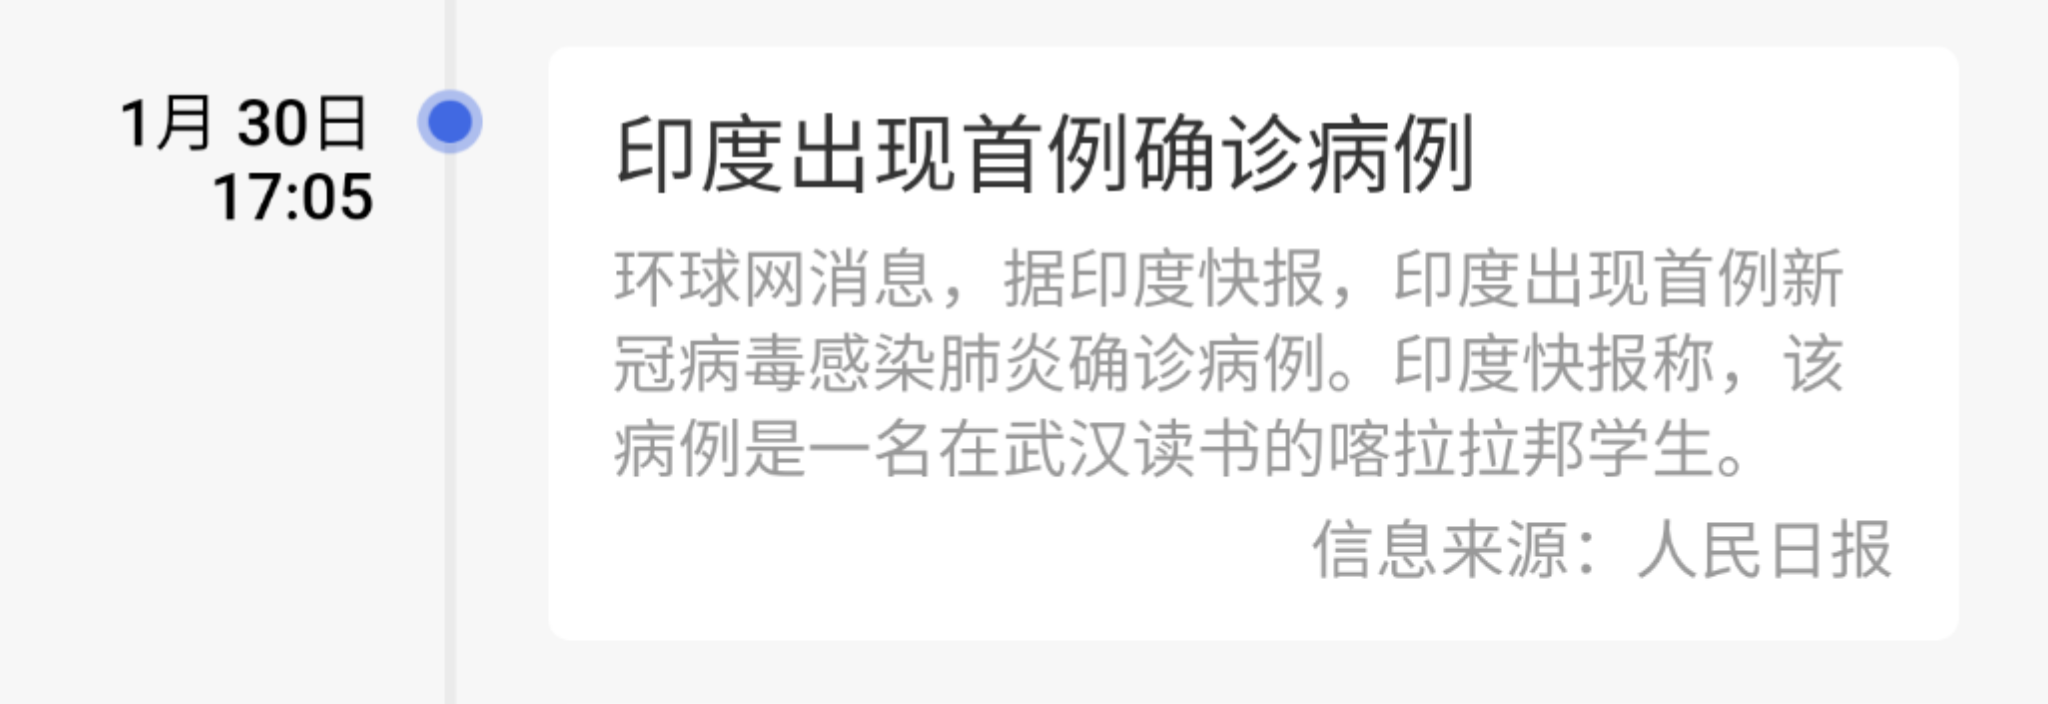 1月 30日
17:05
印度出现首例确诊病例
环球网消息，据印度快报，印度出现首例新
冠病毒感染肺炎确诊病例。印度快报称，该
病例是一名在武汉读书的喀拉拉邦学生。
信息来源：人民日报